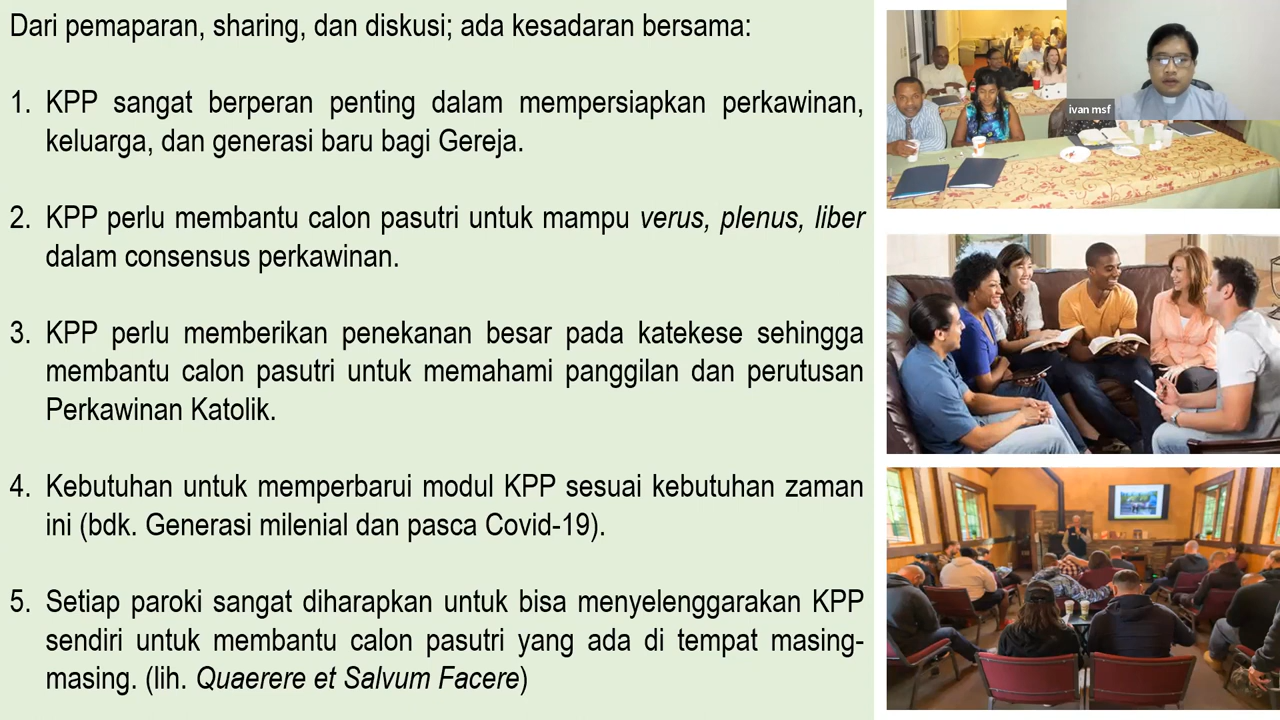 Dari pemaparan, sharing, dan diskusi; ada kesadaran bersama:
1. KPP sangat berperan penting dalam mempersiapkan perkawinan,
keluarga, dan generasi baru bagi Gereja.
2. KPP perlu membantu calon pasutri untuk mampu verus, plenus, liber
dalam consensus perkawinan.
3. KPP perlu memberikan penekanan besar pada katekese sehingga
membantu calon pasutri untuk memahami panggilan dan perutusan
Perkawinan Katolik.
4. Kebutuhan untuk memperbarui modul KPP sesuai kebutuhan zaman
ini (bdk. Generasi milenial dan pasca Covid-19).
5. Setiap paroki sangat diharapkan untuk bisa menyelenggarakan KPP
sendiri untuk membantu calon pasutri yang ada di tempat masing-
masing. (lih. Quaerere et Salvum Facere)
ivan msf